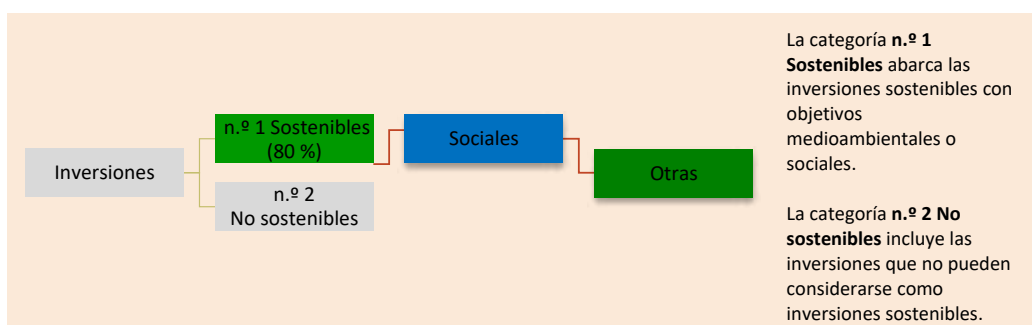 Inversiones
n.º 1 Sostenibles
(80 %)
n.º 2
No sostenibles
Sociales
Otras
La categoría n.º 1
Sostenibles abarca las
inversiones sostenibles con
objetivos
medioambientales o
sociales.
La categoría n.º 2 No
sostenibles incluye las
inversiones que no pueden
considerarse como
inversiones sostenibles.